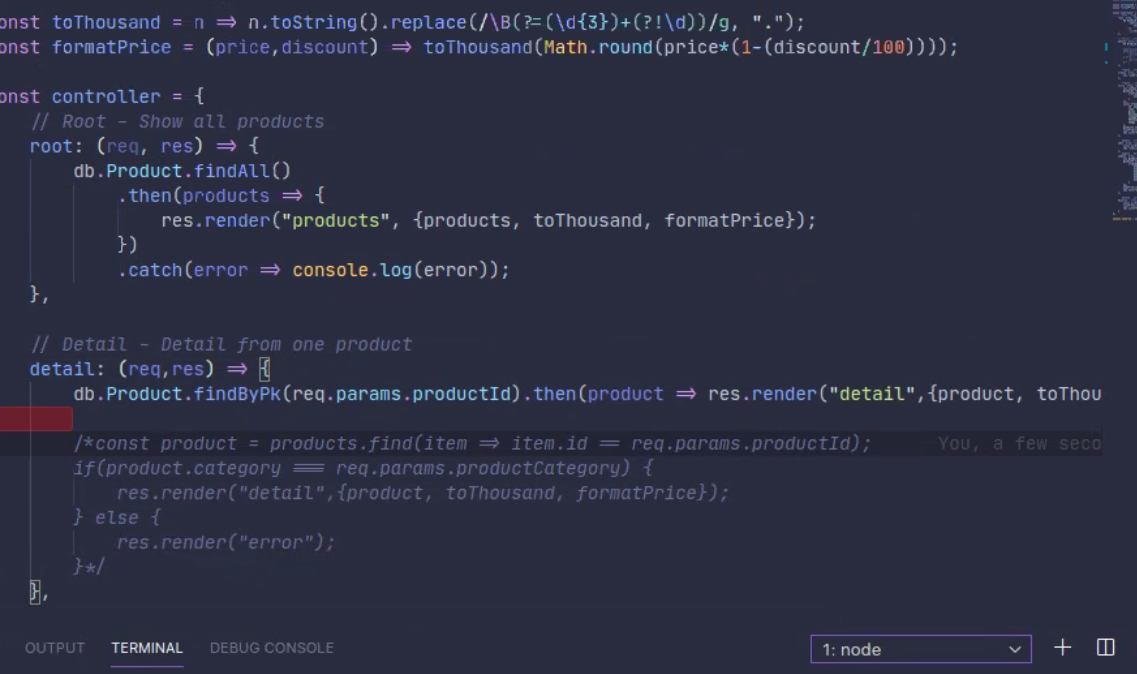 onst toThousand = n => n.toString().replace(/\B(?=(\d{3})+(?!\d))/g, ".");
onst formatPrice = (price,discount) => toThousand(Math.round(price*(1-(discount/100))));
onst controller = {
// Root - Show all products
root: (req, res) => {
db.Product.findAll()
.then(products => {
res.render("products", {products, toThousand, formatPrice});
})
.catch(error => console.log(error));
},
// Detail - Detail from one product
detail: (req,res) => {
db.Product.findByPk(req.params.productId).then(product => res.render("detail",{product, toThou
/*const product = products.find(item => item.id == req.params.productId); You, a few seco
if(product.category === req.params.productCategory) {
res.render("detail",{product, toThousand, formatPrice});
} else {
res.render("error");
}*/
},
OUTPUT TERMINAL DEBUG CONSOLE 1: node